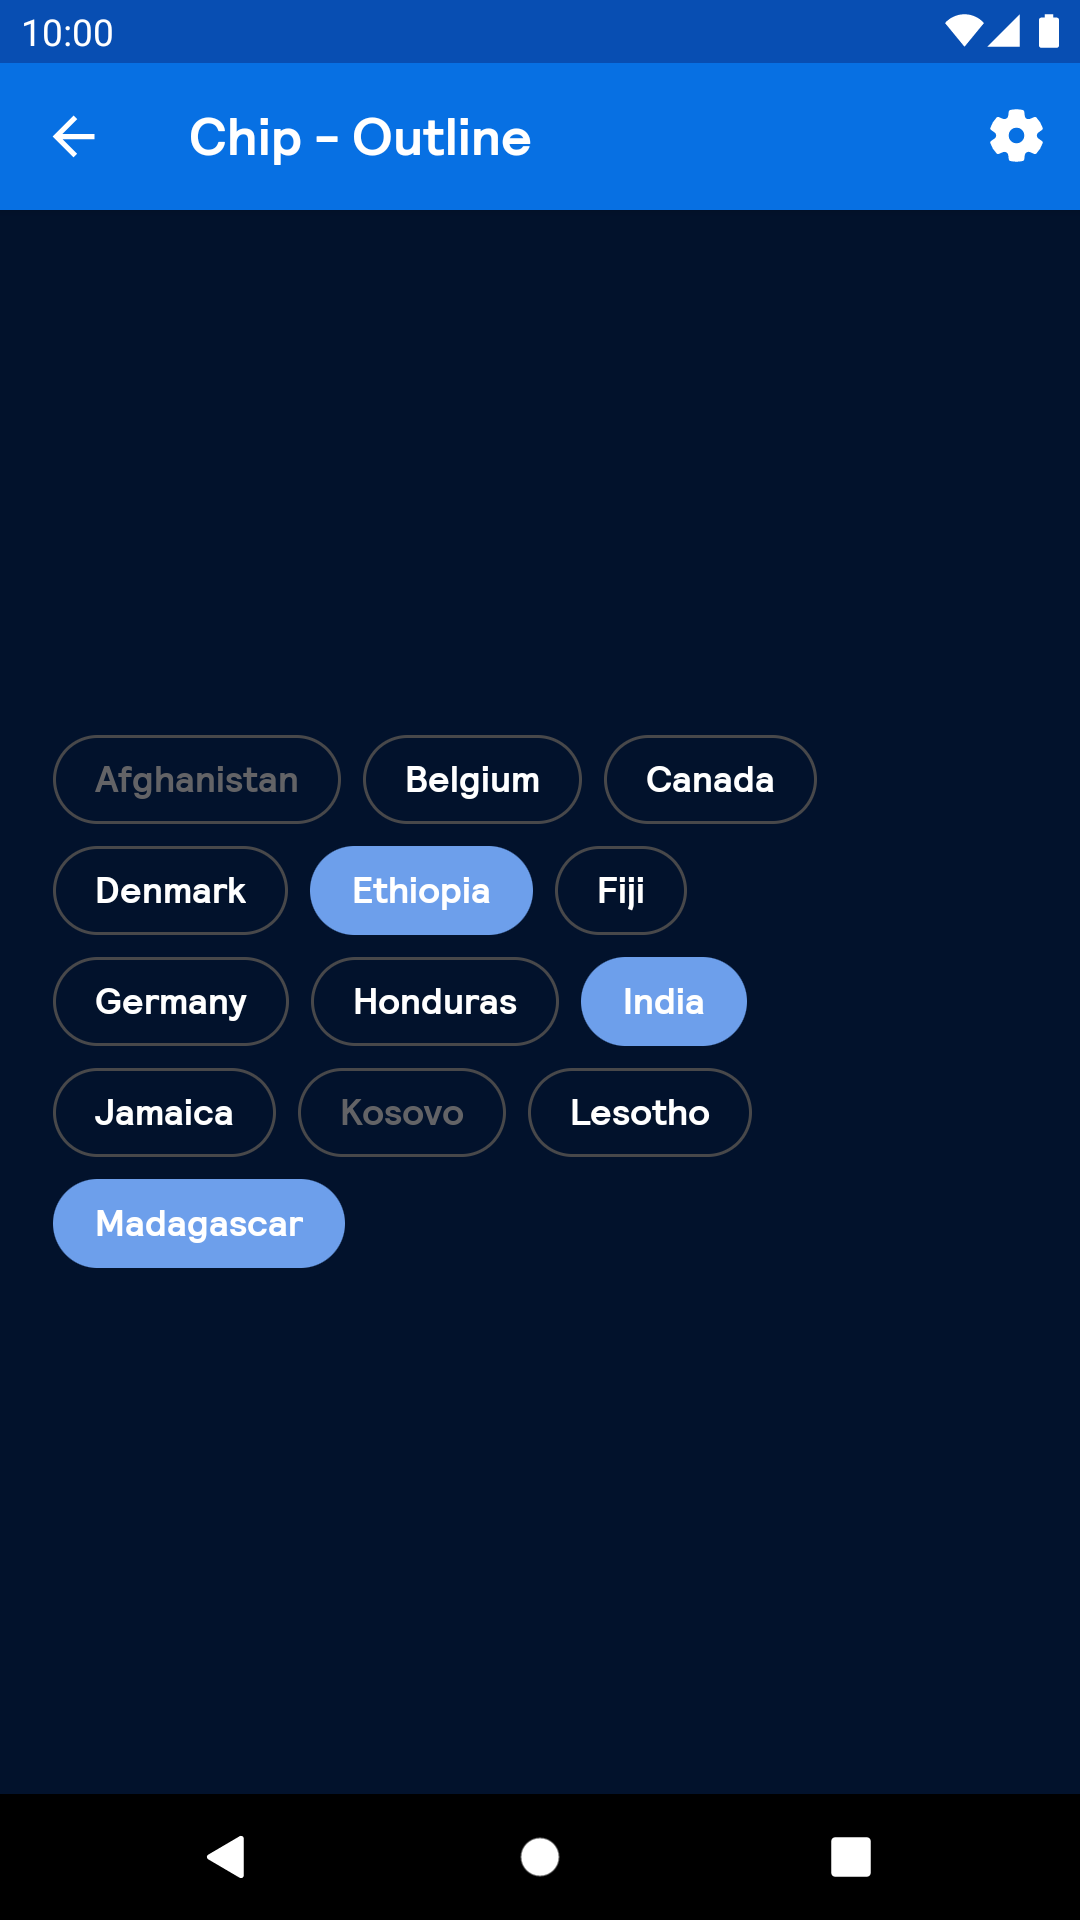 10:00
Chip - Outline
Afghanistan Belgium Canada
Denmark Ethiopia Fiji
Germany Honduras India
Jamaica Kosovo Lesotho
Madagascar